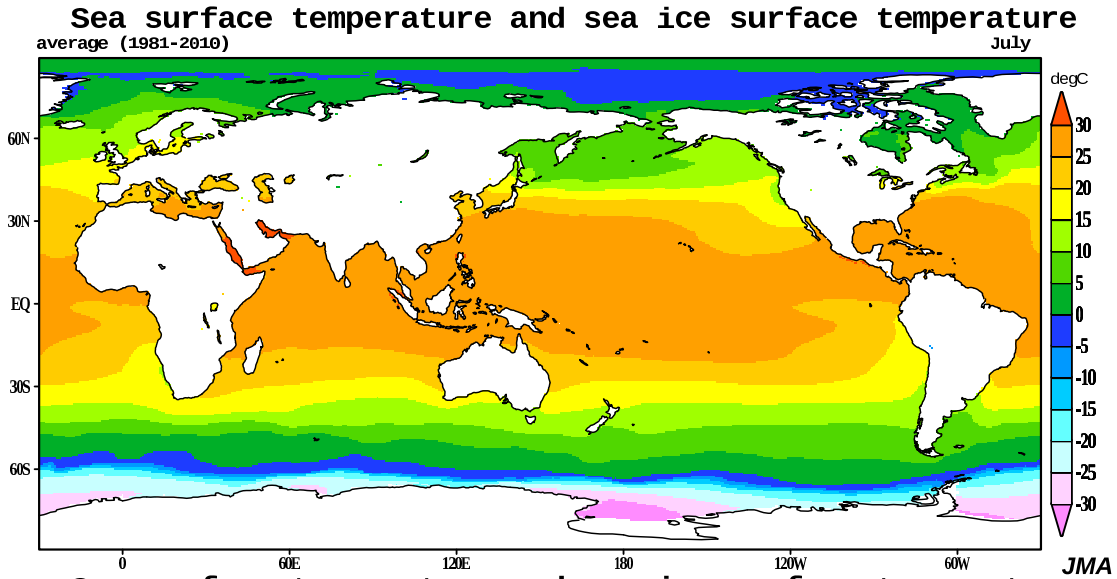 Sea surface temperature and sea ice surface temperature
average (1981-2010) July
degC
30
25
20
15
10
5
0
-5
-10
-15
-20
-25
-30
60N
30N
EQ
30S
60S
0 60E 120E 180 120W 60W
JMA